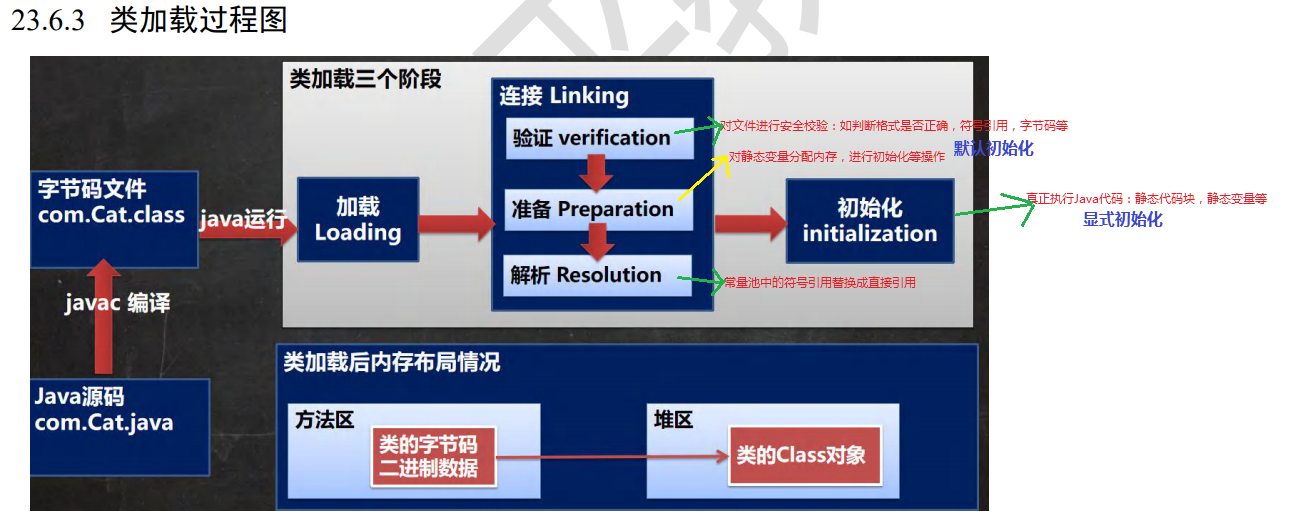 23.6.3 类加载过程图
类加载三个阶段
连接 Linking
验证 verification
对文件进行安全校验：如判断格式是否正确，符号引用，字节码等
对静态变量分配内存，进行初始化等操作
默认初始化
字节码文件
com.Cat.class
java运行
加载
Loading
准备 Preparation
初始化
initialization
真正执行Java代码：静态代码块，静态变量等
显式初始化
解析 Resolution
常量池中的符号引用替换成直接引用
javac 编译
Java源码
com.Cat.java
类加载后内存布局情况
方法区
类的字节码
二进制数据
堆区
类的Class对象